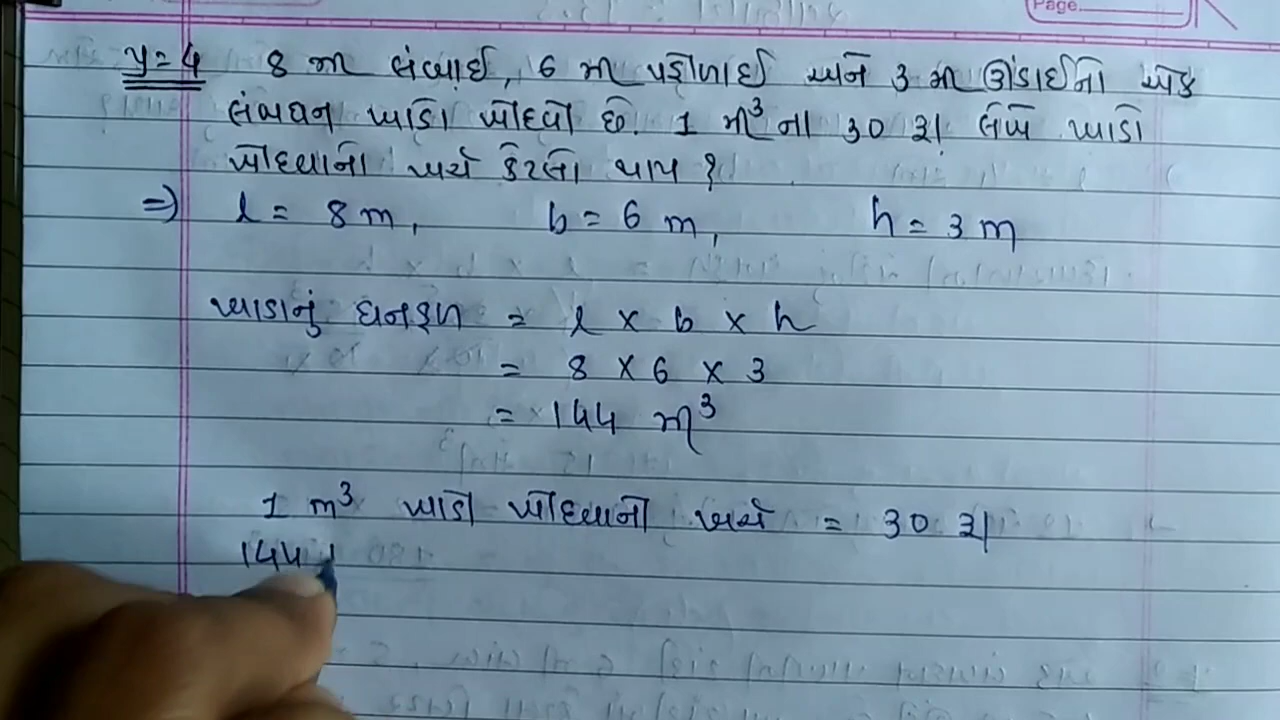 Page
પ્ર=4 8 મી લંબાઈ, 6 મી પહોળાઈ અને 3 મી ઊંડાઈનો એક
લંબઘન ખાડો ખોદવો છે. 1 મી³ ના 30 રૂા લેખે ખાડો
ખોદવાનો ખર્ચ કેટલો થાય ?
⇒ l = 8 m, b = 6 m, h = 3 m
ખાડાનું ઘનફળ = l × b × h
= 8 × 6 × 3
= 144 મી³
1 m³ ખાડો ખોદવાનો ખર્ચ = 30 રૂા
144